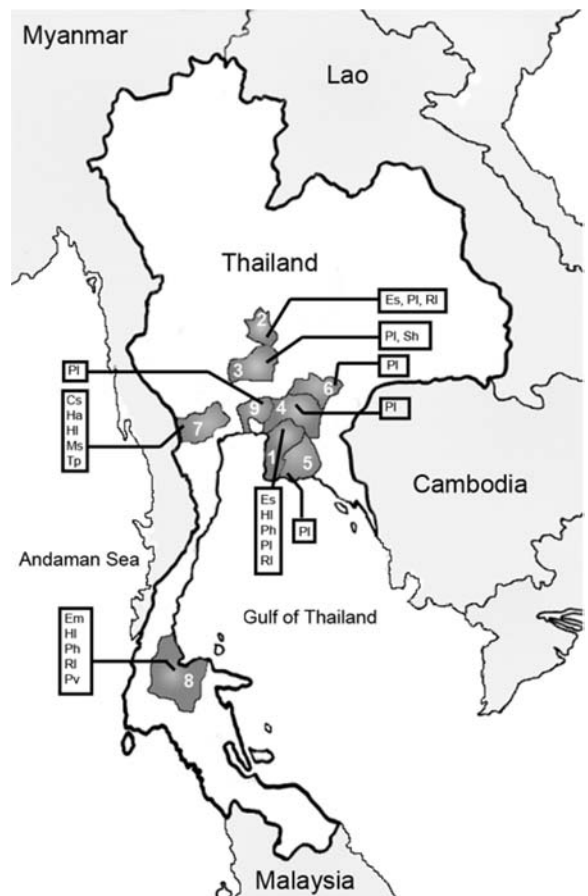 Myanmar
Lao
Thailand
2
Es, Pl, Rl
Pl, Sh
3
Pl
Pl
6
Cs
Ha
Hl
Ms
Tp
9
4
Pl
7
1
5
Cambodia
Es
Hl
Ph
Pl
Rl
Pl
Andaman Sea
Gulf of Thailand
Em
Hl
Ph
Rl
Pv
8
Malaysia